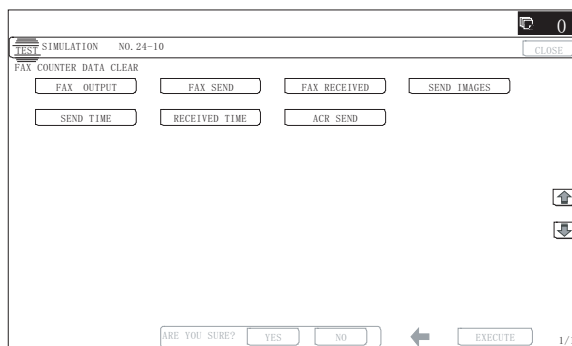 0
TEST SIMULATION NO. 24-10 CLOSE
FAX COUNTER DATA CLEAR
FAX OUTPUT FAX SEND FAX RECEIVED SEND IMAGES
SEND TIME RECEIVED TIME ACR SEND
ARE YOU SURE? YES NO EXECUTE 1/